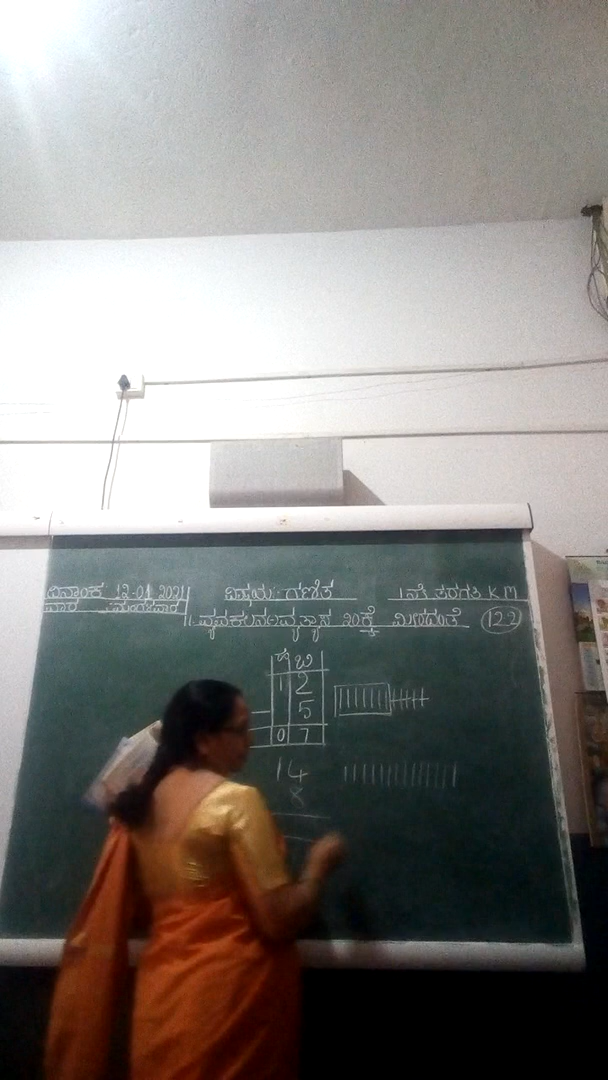 ದಿನಾಂಕ 12-01-2021 ವಿಷಯ:- ಗಣಿತ 1ನೇ ತರಗತಿ K M
ವಾರ :- ಮಂಗಳವಾರ
ವ್ಯವಕಲನ ವ್ಯತ್ಯಾಸ 20ಕ್ಕೆ ಮೀರದಂತೆ 122
ಹ ಬಿ
1 2
5
0 7
14
8